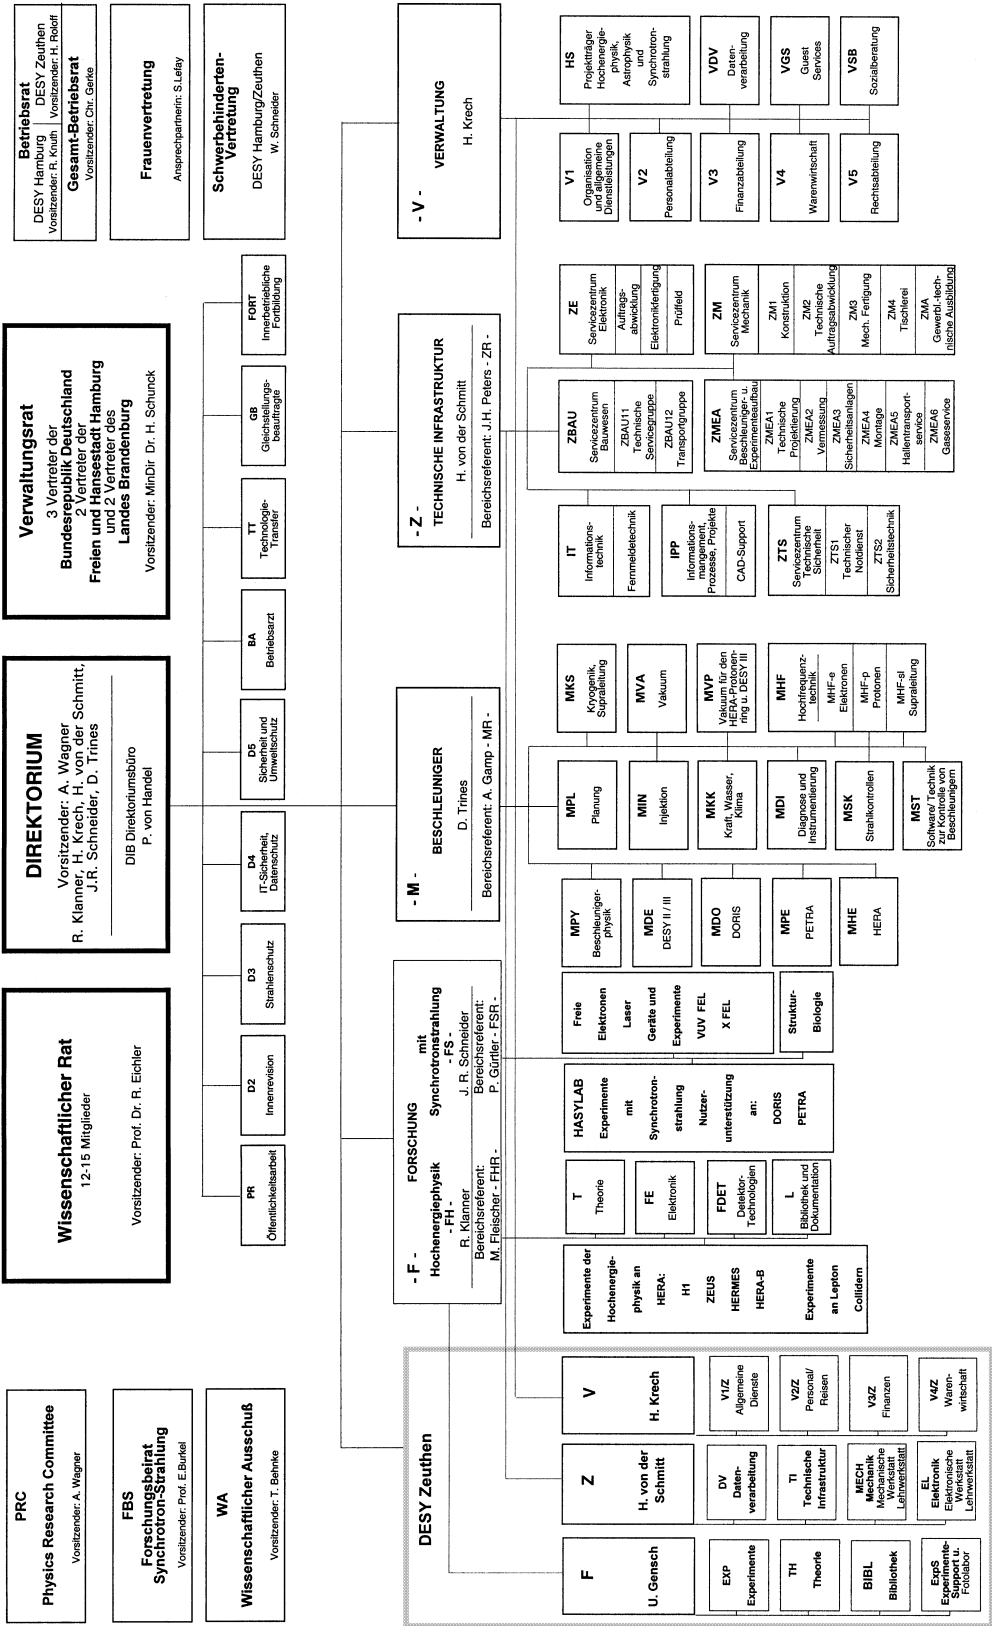 PRC
Physics Research Committee
Vorsitzender: A. Wagner
FBS
Forschungsbeirat
Synchrotron-Strahlung
Vorsitzender: Prof. E.Burkel
WA
Wissenschaftlicher Ausschuß
Vorsitzender: T. Behnke
Wissenschaftlicher Rat
12-15 Mitglieder
Vorsitzender: Prof. Dr. R. Eichler
DIREKTORIUM
Vorsitzender: A. Wagner
R. Klanner, H. Krech, H. von der Schmitt,
J.R. Schneider, D. Trines
DIB Direktoriumsbüro
P. von Handel
Verwaltungsrat
3 Vertreter der
Bundesrepublik Deutschland
2 Vertreter der
Freien und Hansestadt Hamburg
und 2 Vertreter des
Landes Brandenburg
Vorsitzender: MinDir Dr. H. Schunck
Betriebsrat
DESY Hamburg
Vorsitzender: R. Knuth
DESY Zeuthen
Vorsitzender: H. Roloff
Gesamt-Betriebsrat
Vorsitzender: Chr. Gerke
Frauenvertretung
Ansprechpartnerin: S.Lefay
Schwerbehinderten-
Vertretung
DESY Hamburg/Zeuthen
W. Schneider
PR
Öffentlichkeitsarbeit
D2
Innenrevision
D3
Strahlenschutz
D4
IT-Sicherheit,
Datenschutz
D5
Sicherheit und
Umweltschutz
BA
Betriebsarzt
TT
Technologie-
Transfer
GB
Gleichstellungs-
beauftragte
FORT
Innerbetriebliche
Fortbildung
- F -
FORSCHUNG
Hochenergiephysik
- FH -
R. Klanner
Bereichsreferent:
M. Fleischer - FHR -
mit
Synchrotronstrahlung
- FS -
J. R. Schneider
Bereichsreferent:
P. Gürtler - FSR -
- M -
BESCHLEUNIGER
D. Trines
Bereichsreferent: A. Gamp - MR -
- Z -
TECHNISCHE INFRASTRUKTUR
H. von der Schmitt
Bereichsreferent: J.H. Peters - ZR -
- V -
VERWALTUNG
H. Krech
DESY Zeuthen
F
U. Gensch
EXP
Experimente
TH
Theorie
BIBL
Bibliothek
ExpS
Experimente-
Support u.
Fotolabor
Z
H. von der
Schmitt
DV
Daten-
verarbeitung
TI
Technische
Infrastruktur
MECH
Mechanik
Mechanische
Werkstatt
Lehrwerkstatt
EL
Elektronik
Elektronische
Werkstatt
Lehrwerkstatt
V
H. Krech
V1/Z
Allgemeine
Dienste
V2/Z
Personal/
Reisen
V3/Z
Finanzen
V4/Z
Waren-
wirtschaft
Experimente der
Hochenergie-
physik an
HERA:
H1
ZEUS
HERMES
HERA-B
Experimente
an Lepton
Collidern
T
Theorie
FE
Elektronik
FDET
Detektor-
Technologien
L
Bibliothek und
Dokumentation
HASYLAB
Experimente
mit
Synchrotron-
strahlung
Nutzer-
unterstützung
an:
DORIS
PETRA
Freie
Elektronen
Laser
Geräte und
Experimente
VUV FEL
X FEL
Struktur-
Biologie
MPY
Beschleuniger-
physik
MDE
DESY II / III
MDO
DORIS
MPE
PETRA
MHE
HERA
MPL
Planung
MIN
Injektion
MKK
Kraft, Wasser,
Klima
MDI
Diagnose und
Instrumentierung
MSK
Strahlkontrollen
MST
Software/ Technik
zur Kontrolle von
Beschleunigern
MKS
Kryogenik,
Supraleitung
MVA
Vakuum
MVP
Vakuum für den
HERA-Protonen-
ring u. DESY III
MHF
Hochfrequenz-
technik
MHF-e
Elektronen
MHF-p
Protonen
MHF-sl
Supraleitung
IT
Informations-
technik
Fernmeldetechnik
IPP
Informations-
mangement,
Prozesse, Projekte
CAD-Support
ZTS
Servicezentrum
Technische
Sicherheit
ZTS1
Technischer
Notdienst
ZTS2
Sicherheitstechnik
ZBAU
Servicezentrum
Bauwesen
ZBAU11
Technische
Servicegruppe
ZBAU12
Transportgruppe
ZMEA
Servicezentrum
Beschleuniger- u.
Experimenteaufbau
ZMEA1
Technische
Projektierung
ZMEA2
Vermessung
ZMEA3
Sicherheitsanlagen
ZMEA4
Montage
ZMEA5
Hallentransport-
service
ZMEA6
Gaseservice
ZE
Servicezentrum
Elektronik
Auftrags-
abwicklung
Elektronikfertigung
Prüffeld
ZM
Servicezentrum
Mechanik
ZM1
Konstruktion
ZM2
Technische
Auftragsabwicklung
ZM3
Mech. Fertigung
ZM4
Tischlerei
ZMA
Gewerbl.-tech-
nische Ausbildung
V1
Organisation
und allgemeine
Dienstleistungen
V2
Personalabteilung
V3
Finanzabteilung
V4
Warenwirtschaft
V5
Rechtsabteilung
HS
Projektträger
Hochenergie-
physik,
Astrophysik
und
Synchrotron-
strahlung
VDV
Daten-
verarbeitung
VGS
Guest
Services
VSB
Sozialberatung